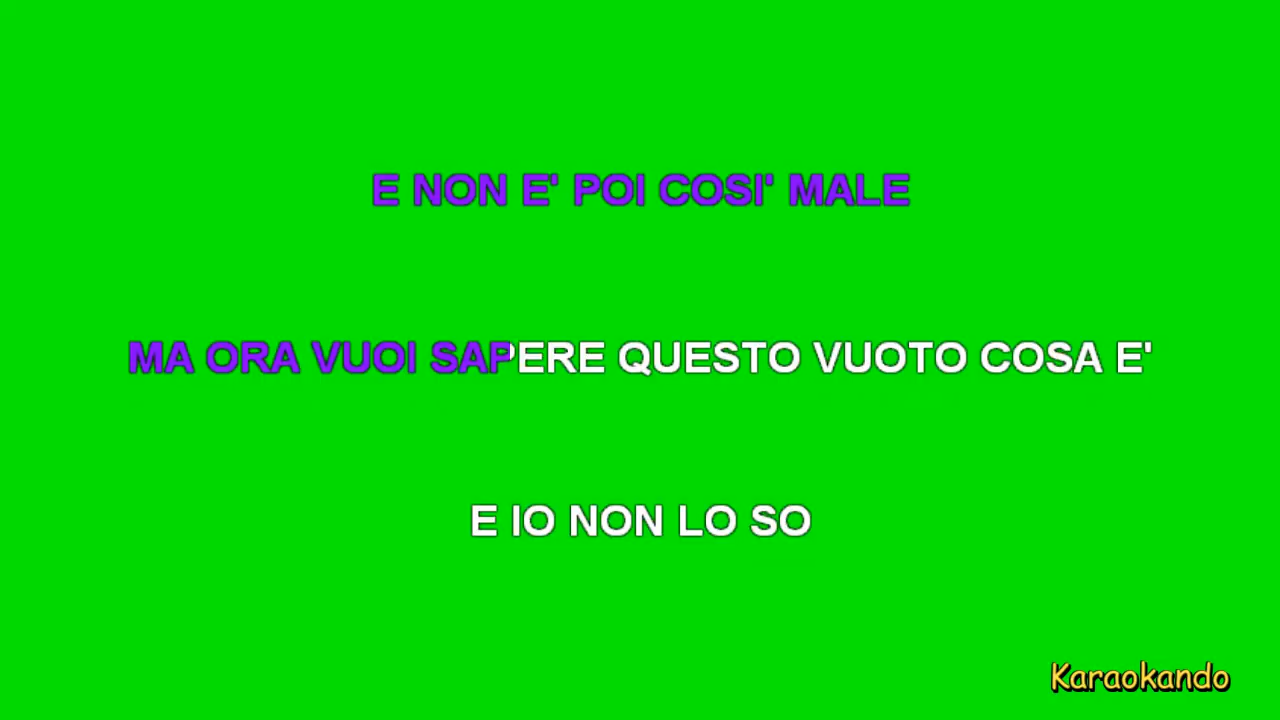 E NON E' POI COSI' MALE
MA ORA VUOI SAPERE QUESTO VUOTO COSA E'
E IO NON LO SO
Karaokando